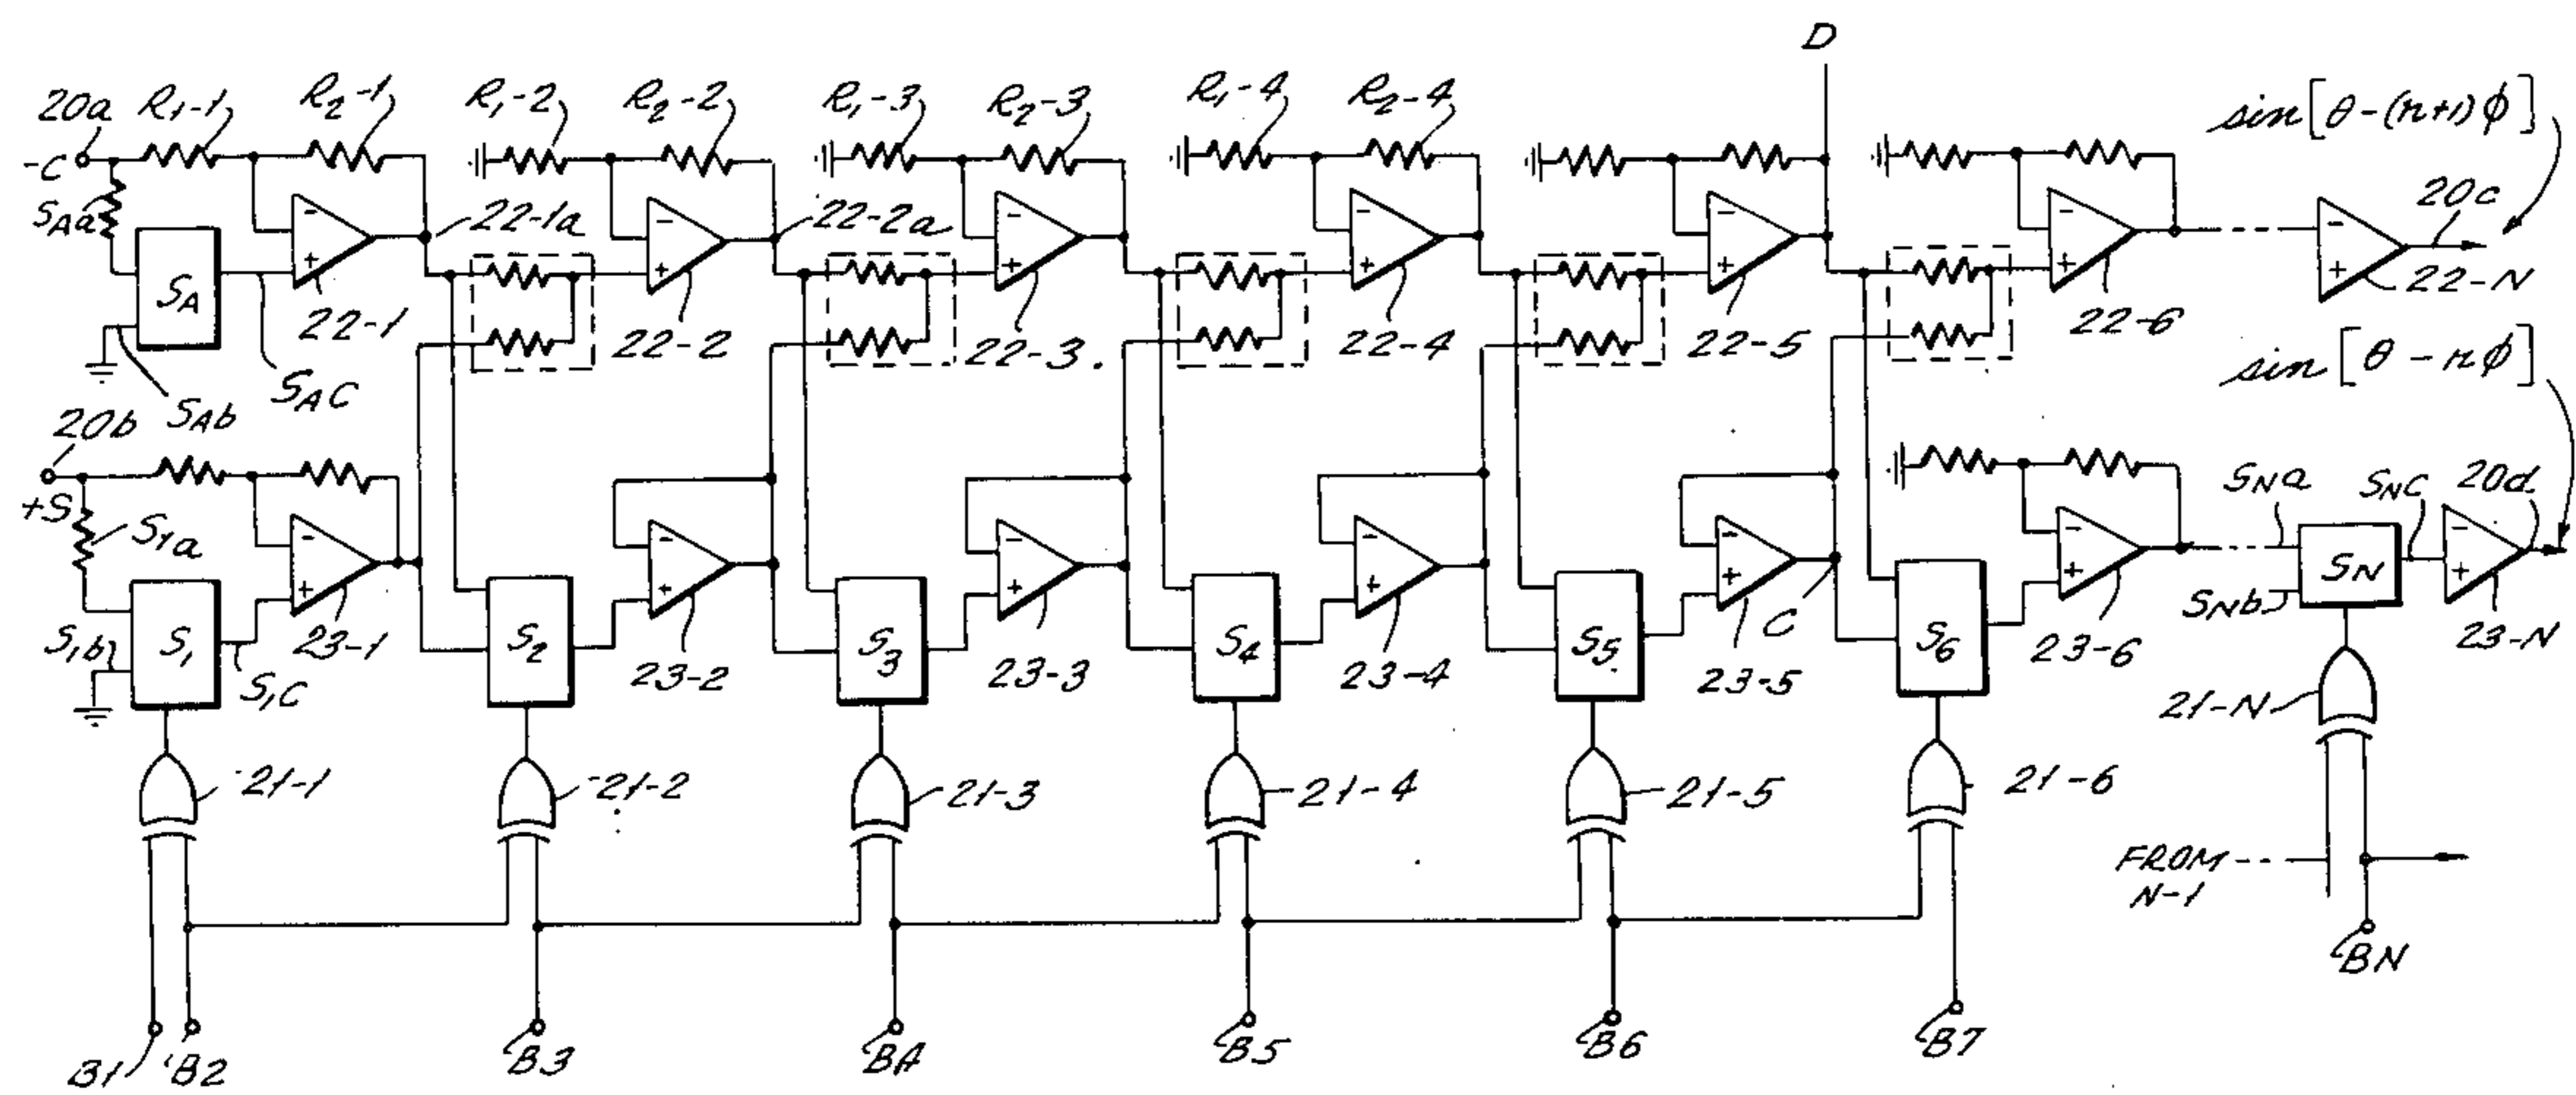 D
20a
R1-1
R2-1
R1-2
R2-2
R1-3
R2-3
R1-4
R2-4
sin[θ-(n+1)ϕ]
-C
SAa
22-1a
22-2a
20c
- - - - - - -
SA
+ + + + + + +
22-1
22-2
22-3.
22-4
22-5
22-6
22-N
SAb
SAC
sin[θ-nϕ]
20b
+S
S1a
SNa
SNC
20d
- - - - - - -
SN
+ + + + + + +
SNb
S1b
S1
S1C
23-1
S2
23-2
S3
23-3
S4
23-4
S5
23-5
C
S6
23-6
23-N
21-N
21-1
21-2
21-3
21-4
21-5
21-6
FROM
N-1
BN
B1
B2
B3
B4
B5
B6
B7